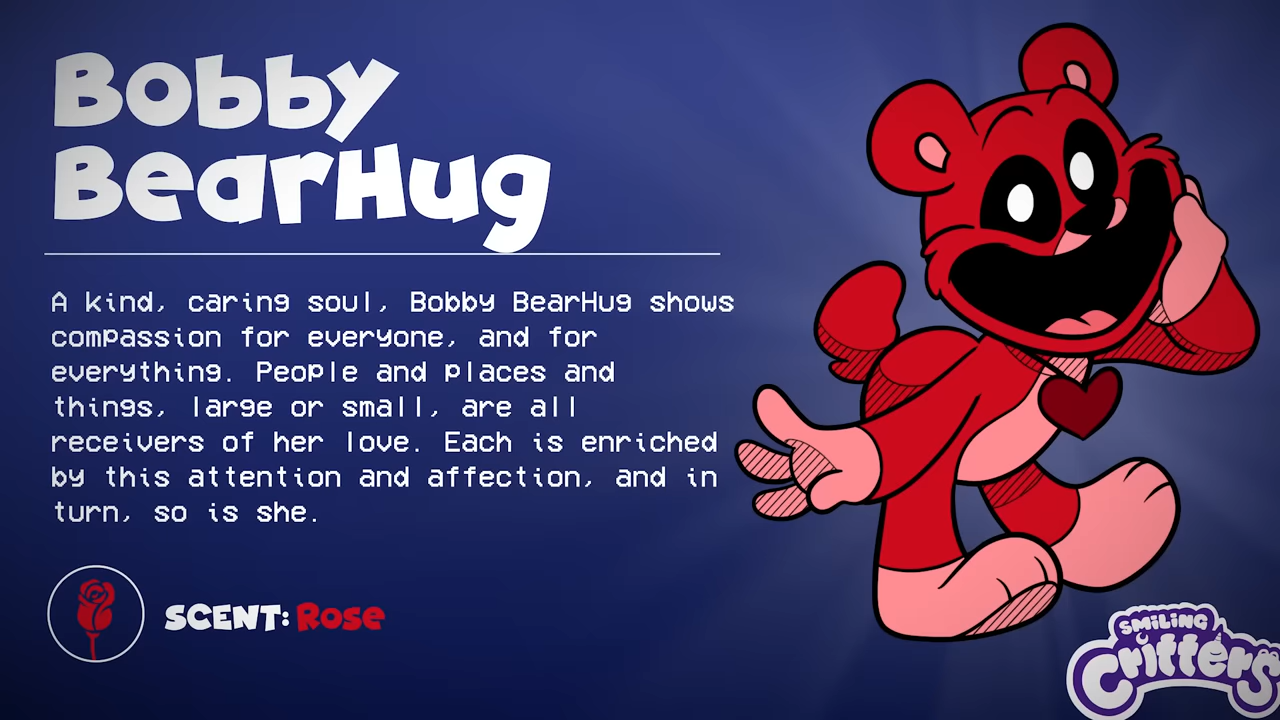 Bobby
BearHug
A kind, caring soul, Bobby BearHug shows
compassion for everyone, and for
everything. People and places and
things, large or small, are all
receivers of her love. Each is enriched
by this attention and affection, and in
turn, so is she.
SCENT: Rose
SMiLiNG
Critters